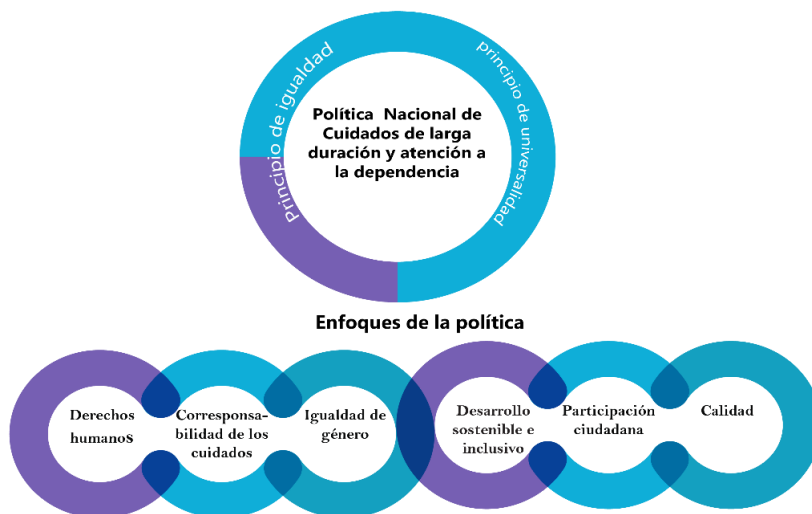 Principio de igualdad
principio de universalidad
Política Nacional de
Cuidados de larga
duración y atención a
la dependencia
Enfoques de la política
Derechos
humanos
Corresponsa-
bilidad de los
cuidados
Igualdad de
género
Desarrollo
sostenible e
inclusivo
Participación
ciudadana
Calidad